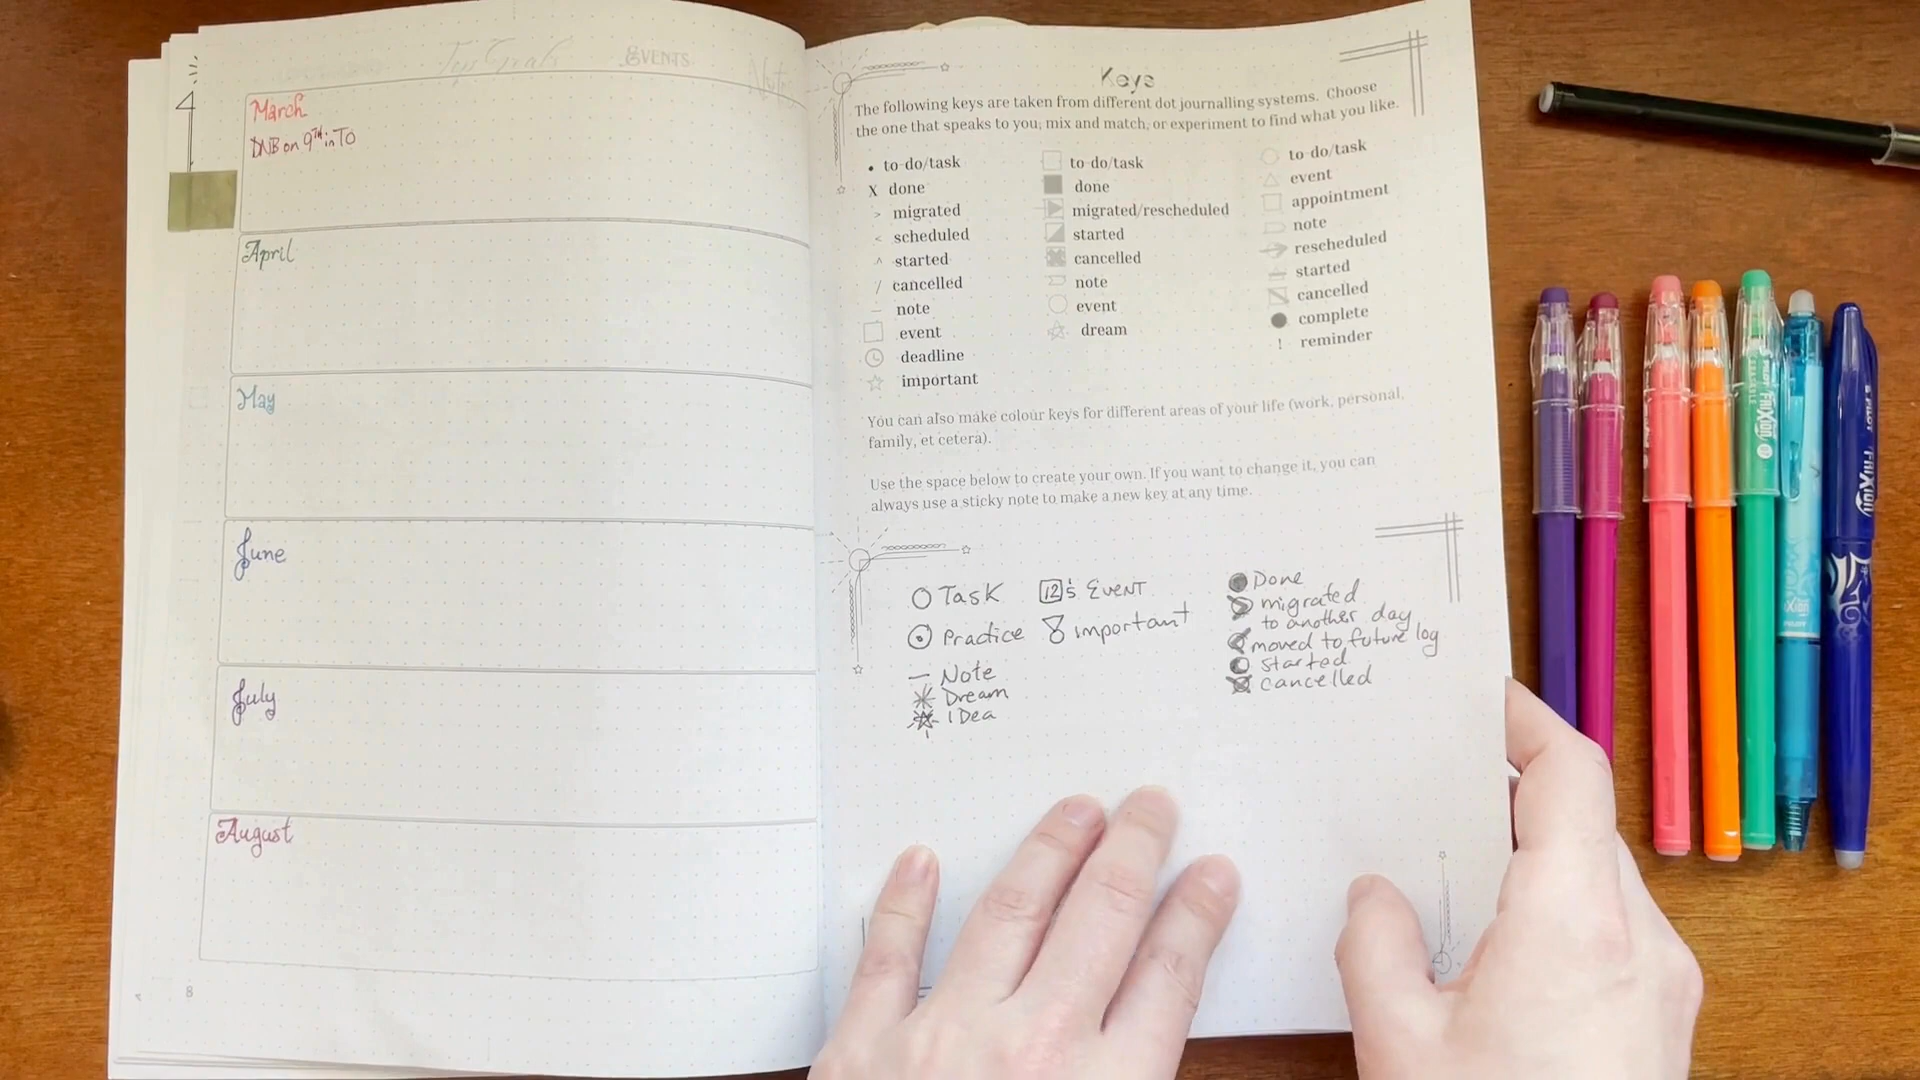 EVENTS
4
March
DNB on 9TH in TO
April
May
June
July
August
8
Keys
The following keys are taken from different dot journalling systems. Choose
the one that speaks to you, mix and match, or experiment to find what you like.
• to-do/task
X done
> migrated
< scheduled
^ started
/ cancelled
— note
event
deadline
important
to-do/task
done
migrated/rescheduled
started
cancelled
note
event
dream
to-do/task
event
appointment
note
rescheduled
started
cancelled
complete
! reminder
You can also make colour keys for different areas of your life (work, personal,
family, et cetera).
Use the space below to create your own. If you want to change it, you can
always use a sticky note to make a new key at any time.
Task
Practice
— Note
Dream
IDea
12 EVENT
important
Done
migrated
to another day
moved to future log
started
cancelled
PILOT FRIXION
PILOT FRIXION